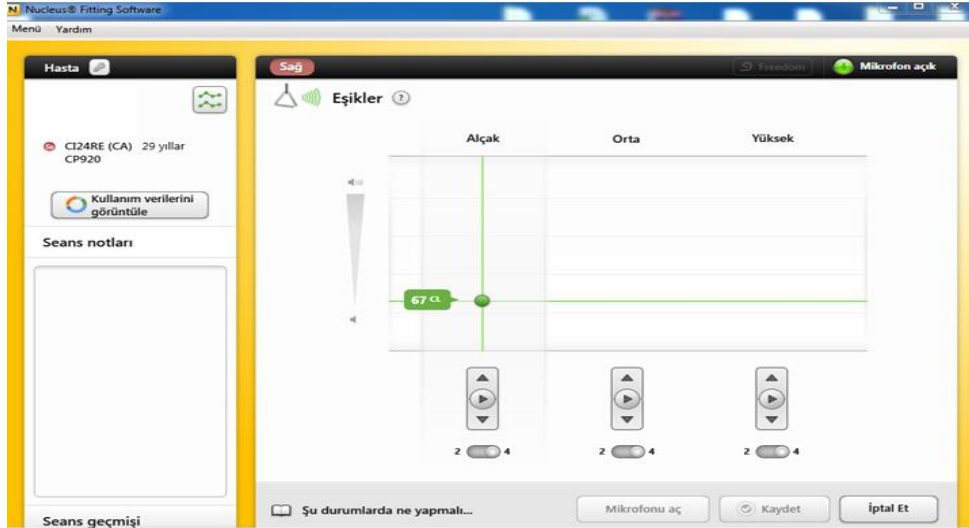 N Nucleus® Fitting Software
Menü Yardım
Hasta
CI24RE (CA) 29 yıllar
CP920
Kullanım verilerini
görüntüle
Seans notları
Seans geçmişi
Sağ
Freedom
Mikrofon açık
Eşikler ?
Alçak Orta Yüksek
67 CL
2 4 2 4 2 4
Şu durumlarda ne yapmalı...
Mikrofonu aç
Kaydet
İptal Et